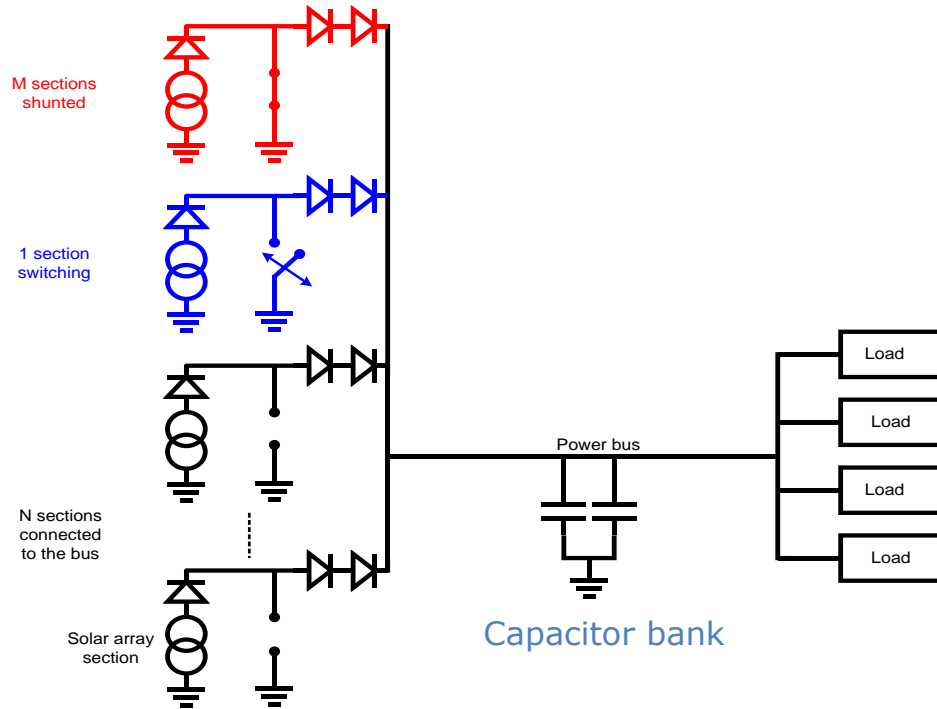 M sections
shunted
1 section
switching
Load
Load
Power bus
Load
N sections
connected
to the bus
Load
Solar array
section
Capacitor bank